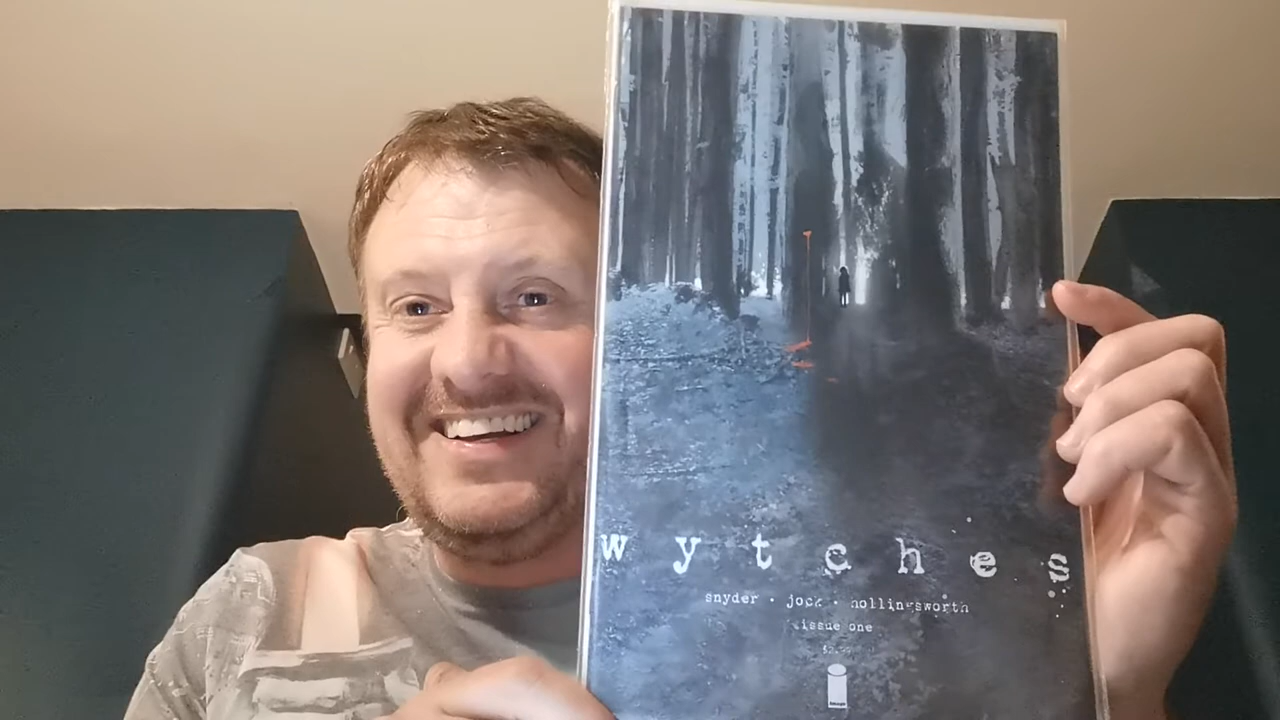 wytches
snyder · jock · hollingsworth
issue one